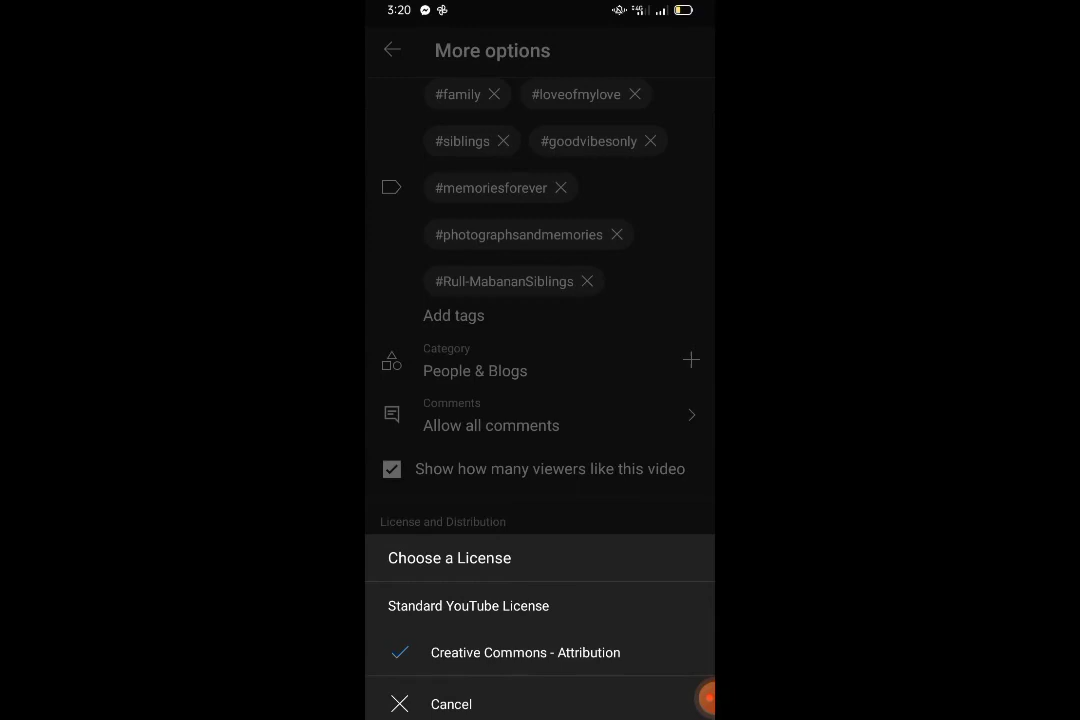 3:20
More options
#family #loveofmylove
#siblings #goodvibesonly
#memoriesforever
#photographsandmemories
#Rull-MabananSiblings
Add tags
Category
People & Blogs
Comments
Allow all comments
Show how many viewers like this video
License and Distribution
Choose a License
Standard YouTube License
Creative Commons - Attribution
Cancel